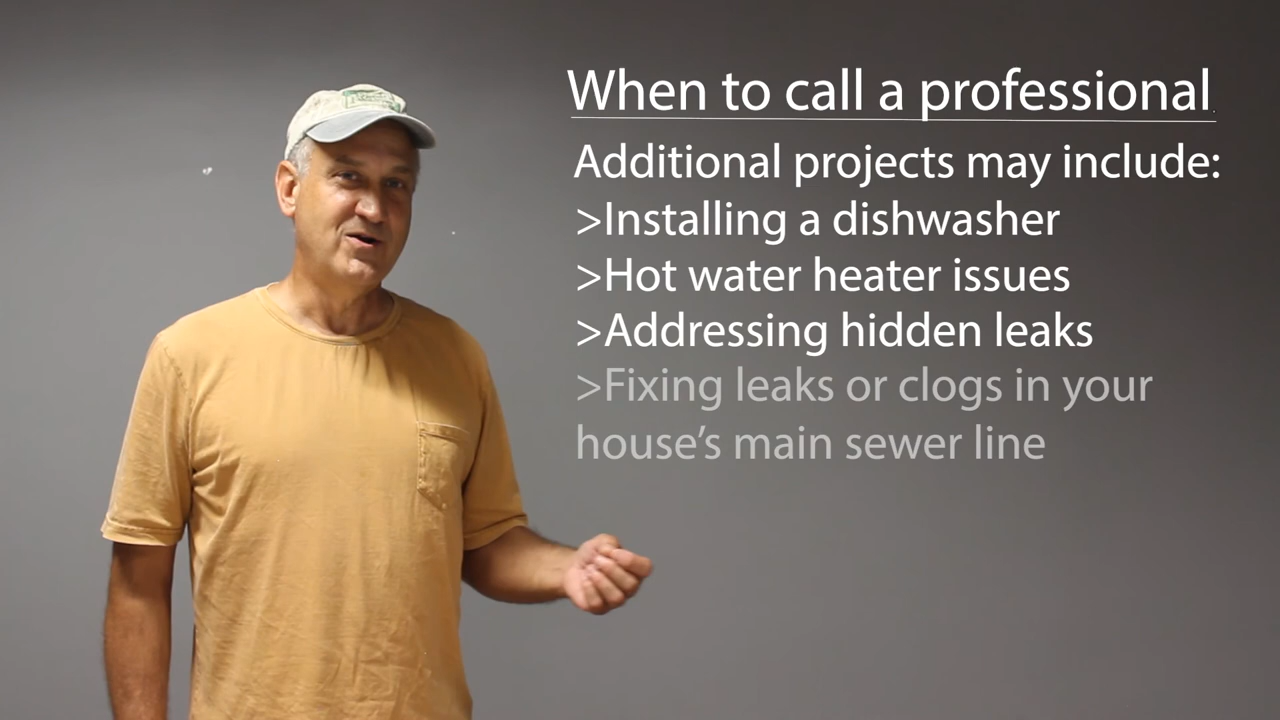 When to call a professional
Additional projects may include:
>Installing a dishwasher
>Hot water heater issues
>Addressing hidden leaks
>Fixing leaks or clogs in your
house's main sewer line